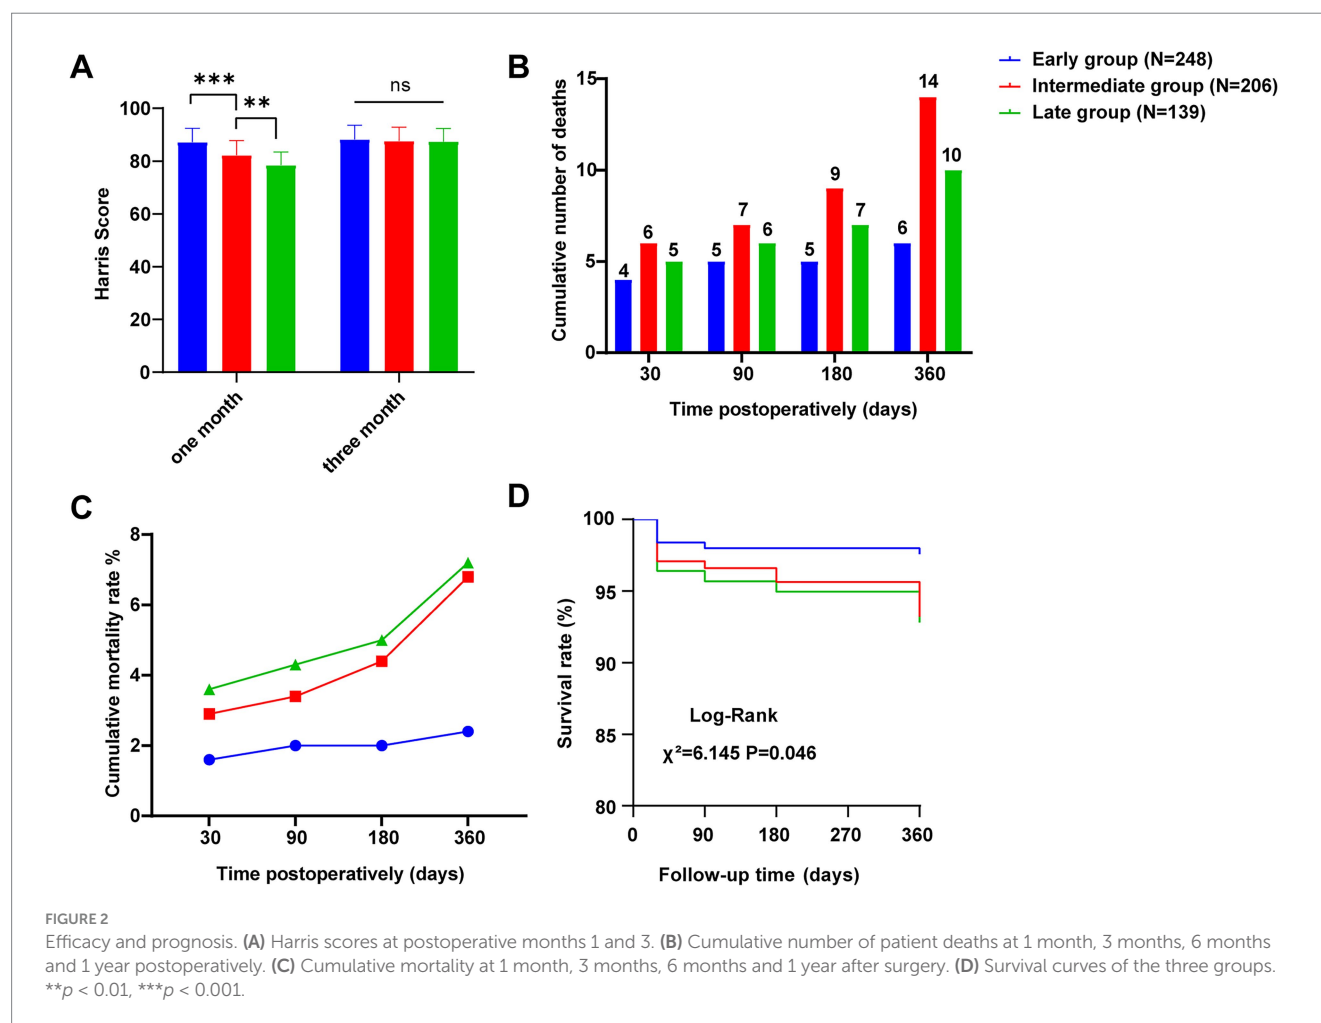 A
***
**
ns
100
80
60
40
20
0
Harris Score
one month
three month
B
15
10
5
0
Cumulative number of deaths
4
6
5
5
7
6
5
9
7
6
14
10
30
90
180
360
Time postoperatively (days)
Early group (N=248)
Intermediate group (N=206)
Late group (N=139)
C
8
6
4
2
0
Cumulative mortality rate %
30
90
180
360
Time postoperatively (days)
D
100
95
90
85
80
Survival rate (%)
Log-Rank
χ²=6.145 P=0.046
0
90
180
270
360
Follow-up time (days)
FIGURE 2
Efficacy and prognosis. (A) Harris scores at postoperative months 1 and 3. (B) Cumulative number of patient deaths at 1 month, 3 months, 6 months
and 1 year postoperatively. (C) Cumulative mortality at 1 month, 3 months, 6 months and 1 year after surgery. (D) Survival curves of the three groups.
**p < 0.01, ***p < 0.001.